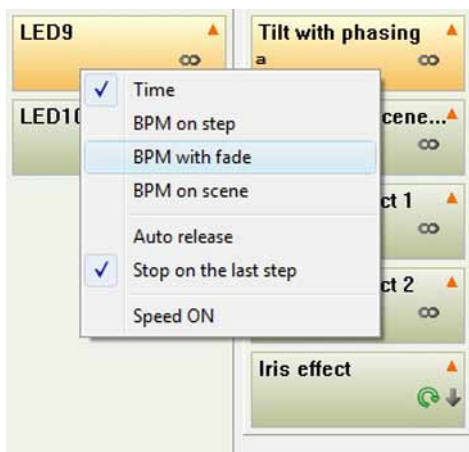 LED9
Tilt with phasing
a
Time
LED10
cene...
BPM on step
BPM with fade
BPM on scene
ct 1
Auto release
Stop on the last step
ct 2
Speed ON
Iris effect